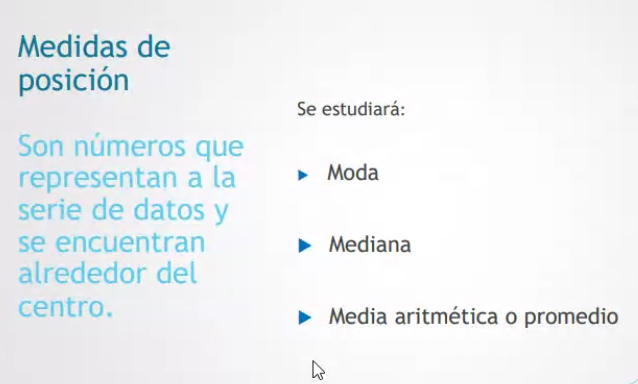 Medidas de
posición
Son números que
representan a la
serie de datos y
se encuentran
alrededor del
centro.
Se estudiará:
Moda
Mediana
Media aritmética o promedio